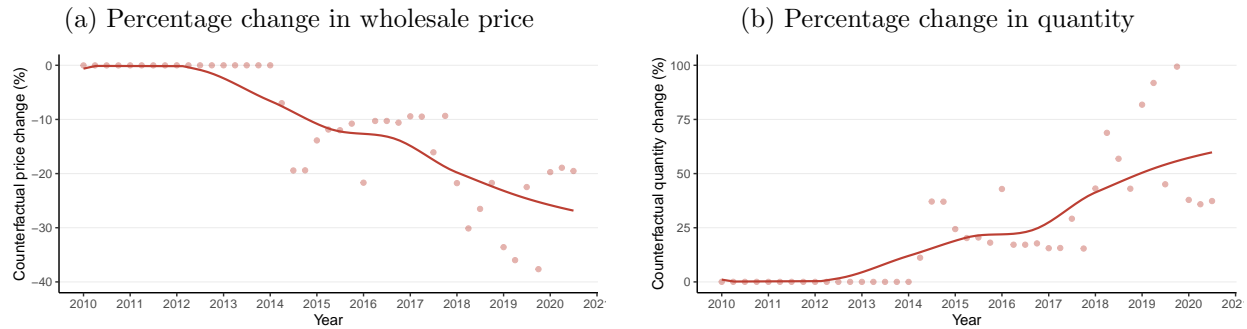 (a) Percentage change in wholesale price
Counterfactual price change (%)
0
−10
−20
−30
−40
2010 2011 2012 2013 2014 2015 2016 2017 2018 2019 2020 202
Year
(b) Percentage change in quantity
Counterfactual quantity change (%)
100
75
50
25
0
2010 2011 2012 2013 2014 2015 2016 2017 2018 2019 2020 202
Year